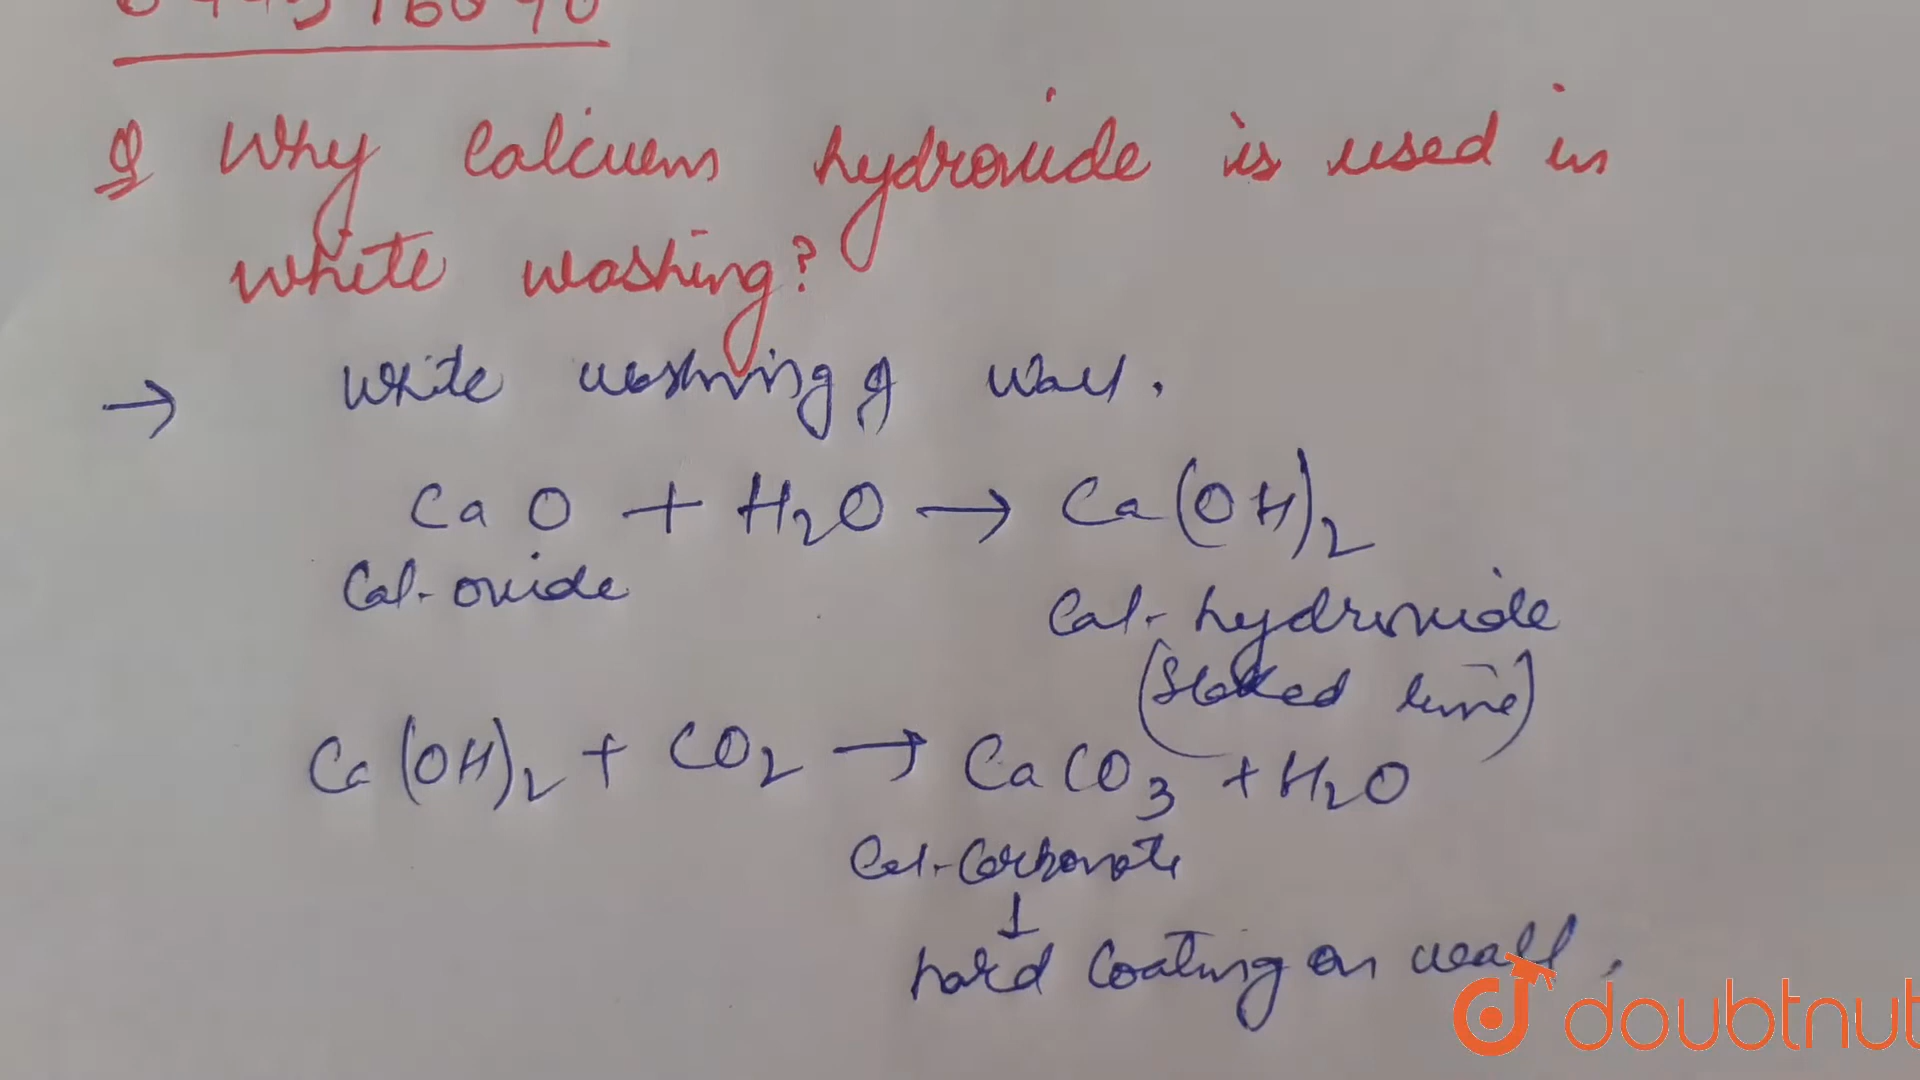 Q Why Calcium hydroxide is used in
white washing?
→ White washing of wall.
CaO + H₂O → Ca(OH)₂
Cal-oxide
Cal-hydroxide
(Slaked lime)
Ca(OH)₂ + CO₂ → CaCO₃ + H₂O
Cal-Carbonate
↓
hard Coating on wall.
doubtnut